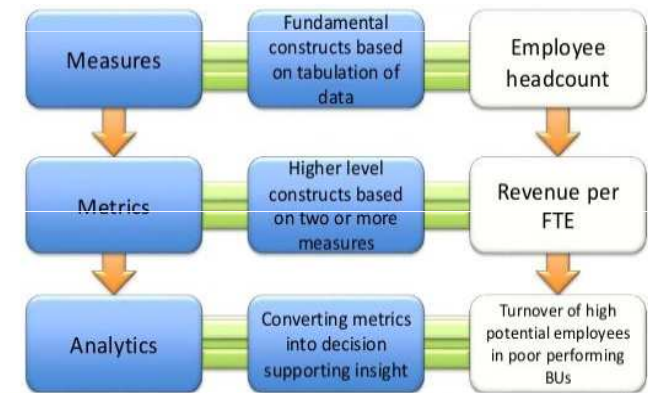 Measures
Fundamental
constructs based
on tabulation of
data
Employee
headcount
Metrics
Higher level
constructs based
on two or more
measures
Revenue per
FTE
Analytics
Converting metrics
into decision
supporting insight
Turnover of high
potential employees
in poor performing
BUs